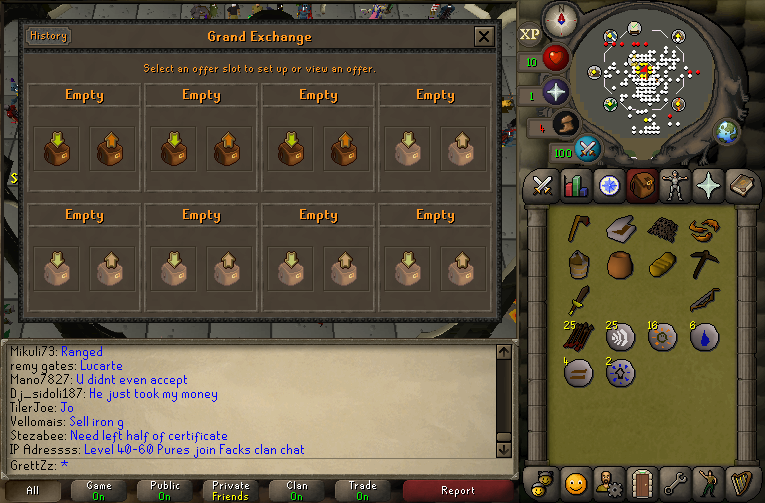 History
Grand Exchange
Select an offer slot to set up or view an offer.
Empty Empty Empty Empty
Empty Empty Empty Empty
XP
10
1
4
100
25 25 16 6
4 2
Mikuli73: Ranged
remy gates: Lucarte
Mano7827: U didnt even accept
Dj_sidoli187: He just took my money
TilerJoe: Jo
Vellomais: Sell iron g
Stezabee: Need left half of certificate
IP Adressss: Level 40-60 Pures join Facks clan chat
GrettZz: *
All
Game On
Public On
Private Friends
Clan On
Trade On
Report